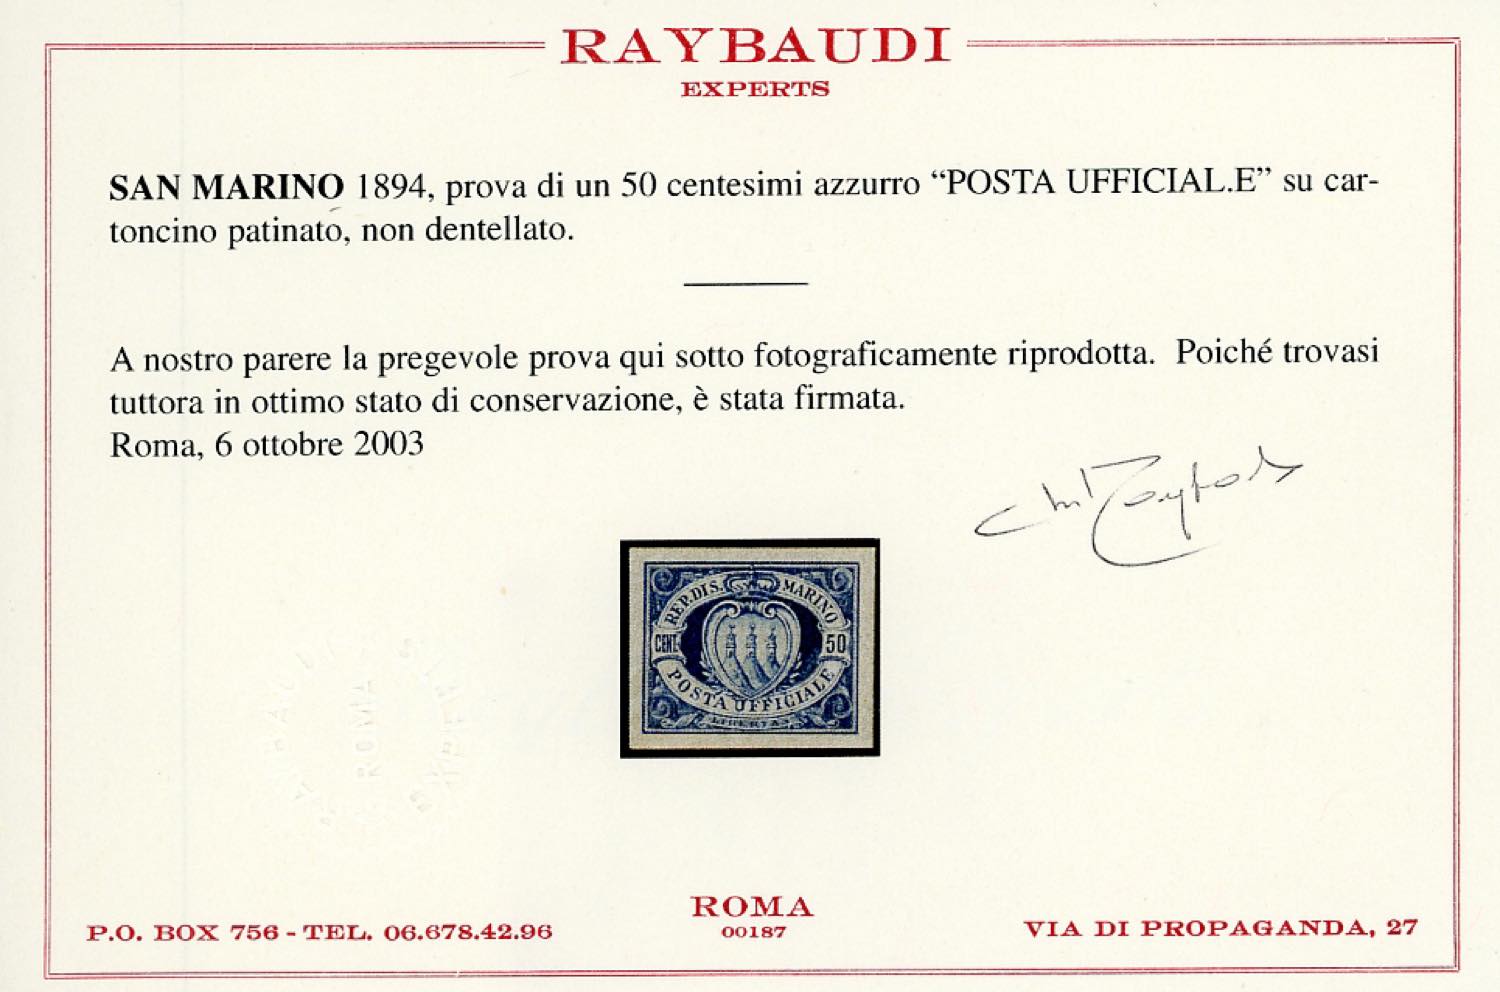 RAYBAUDI
EXPERTS
SAN MARINO 1894, prova di un 50 centesimi azzurro “POSTA UFFICIAL.E” su car-
toncino patinato, non dentellato.
A nostro parere la pregevole prova qui sotto fotograficamente riprodotta. Poiché trovasi
tuttora in ottimo stato di conservazione, è stata firmata.
Roma, 6 ottobre 2003
REP. DI S. MARINO
CENT. 50
POSTA UFFICIALE
LIBERTAS
ROMA
ROMA
00187
P.O. BOX 756 - TEL. 06.678.42.96
VIA DI PROPAGANDA, 27